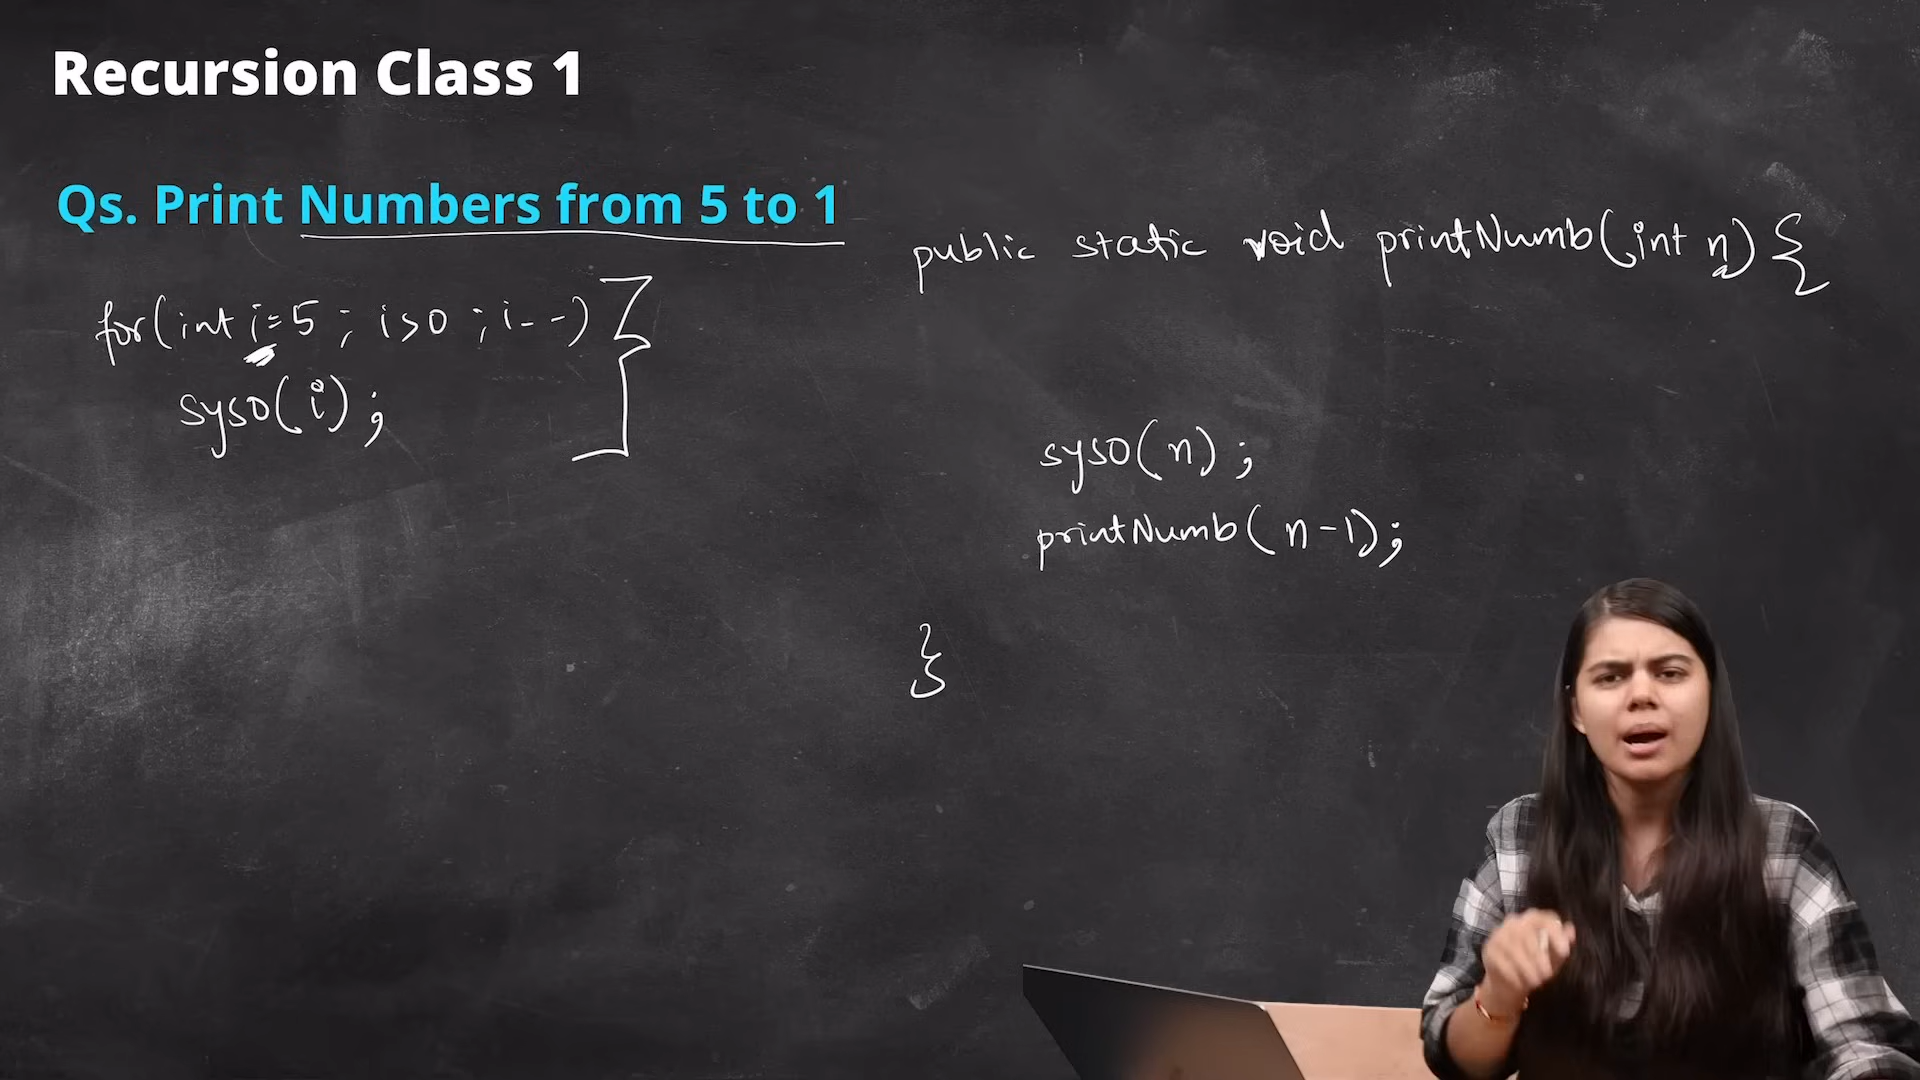 Recursion Class 1
Qs. Print Numbers from 5 to 1
for(int i=5 ; i>0 ; i--) {
syso(i);
}
public static void printNumb(int n) {
syso(n);
printNumb(n-1);
}